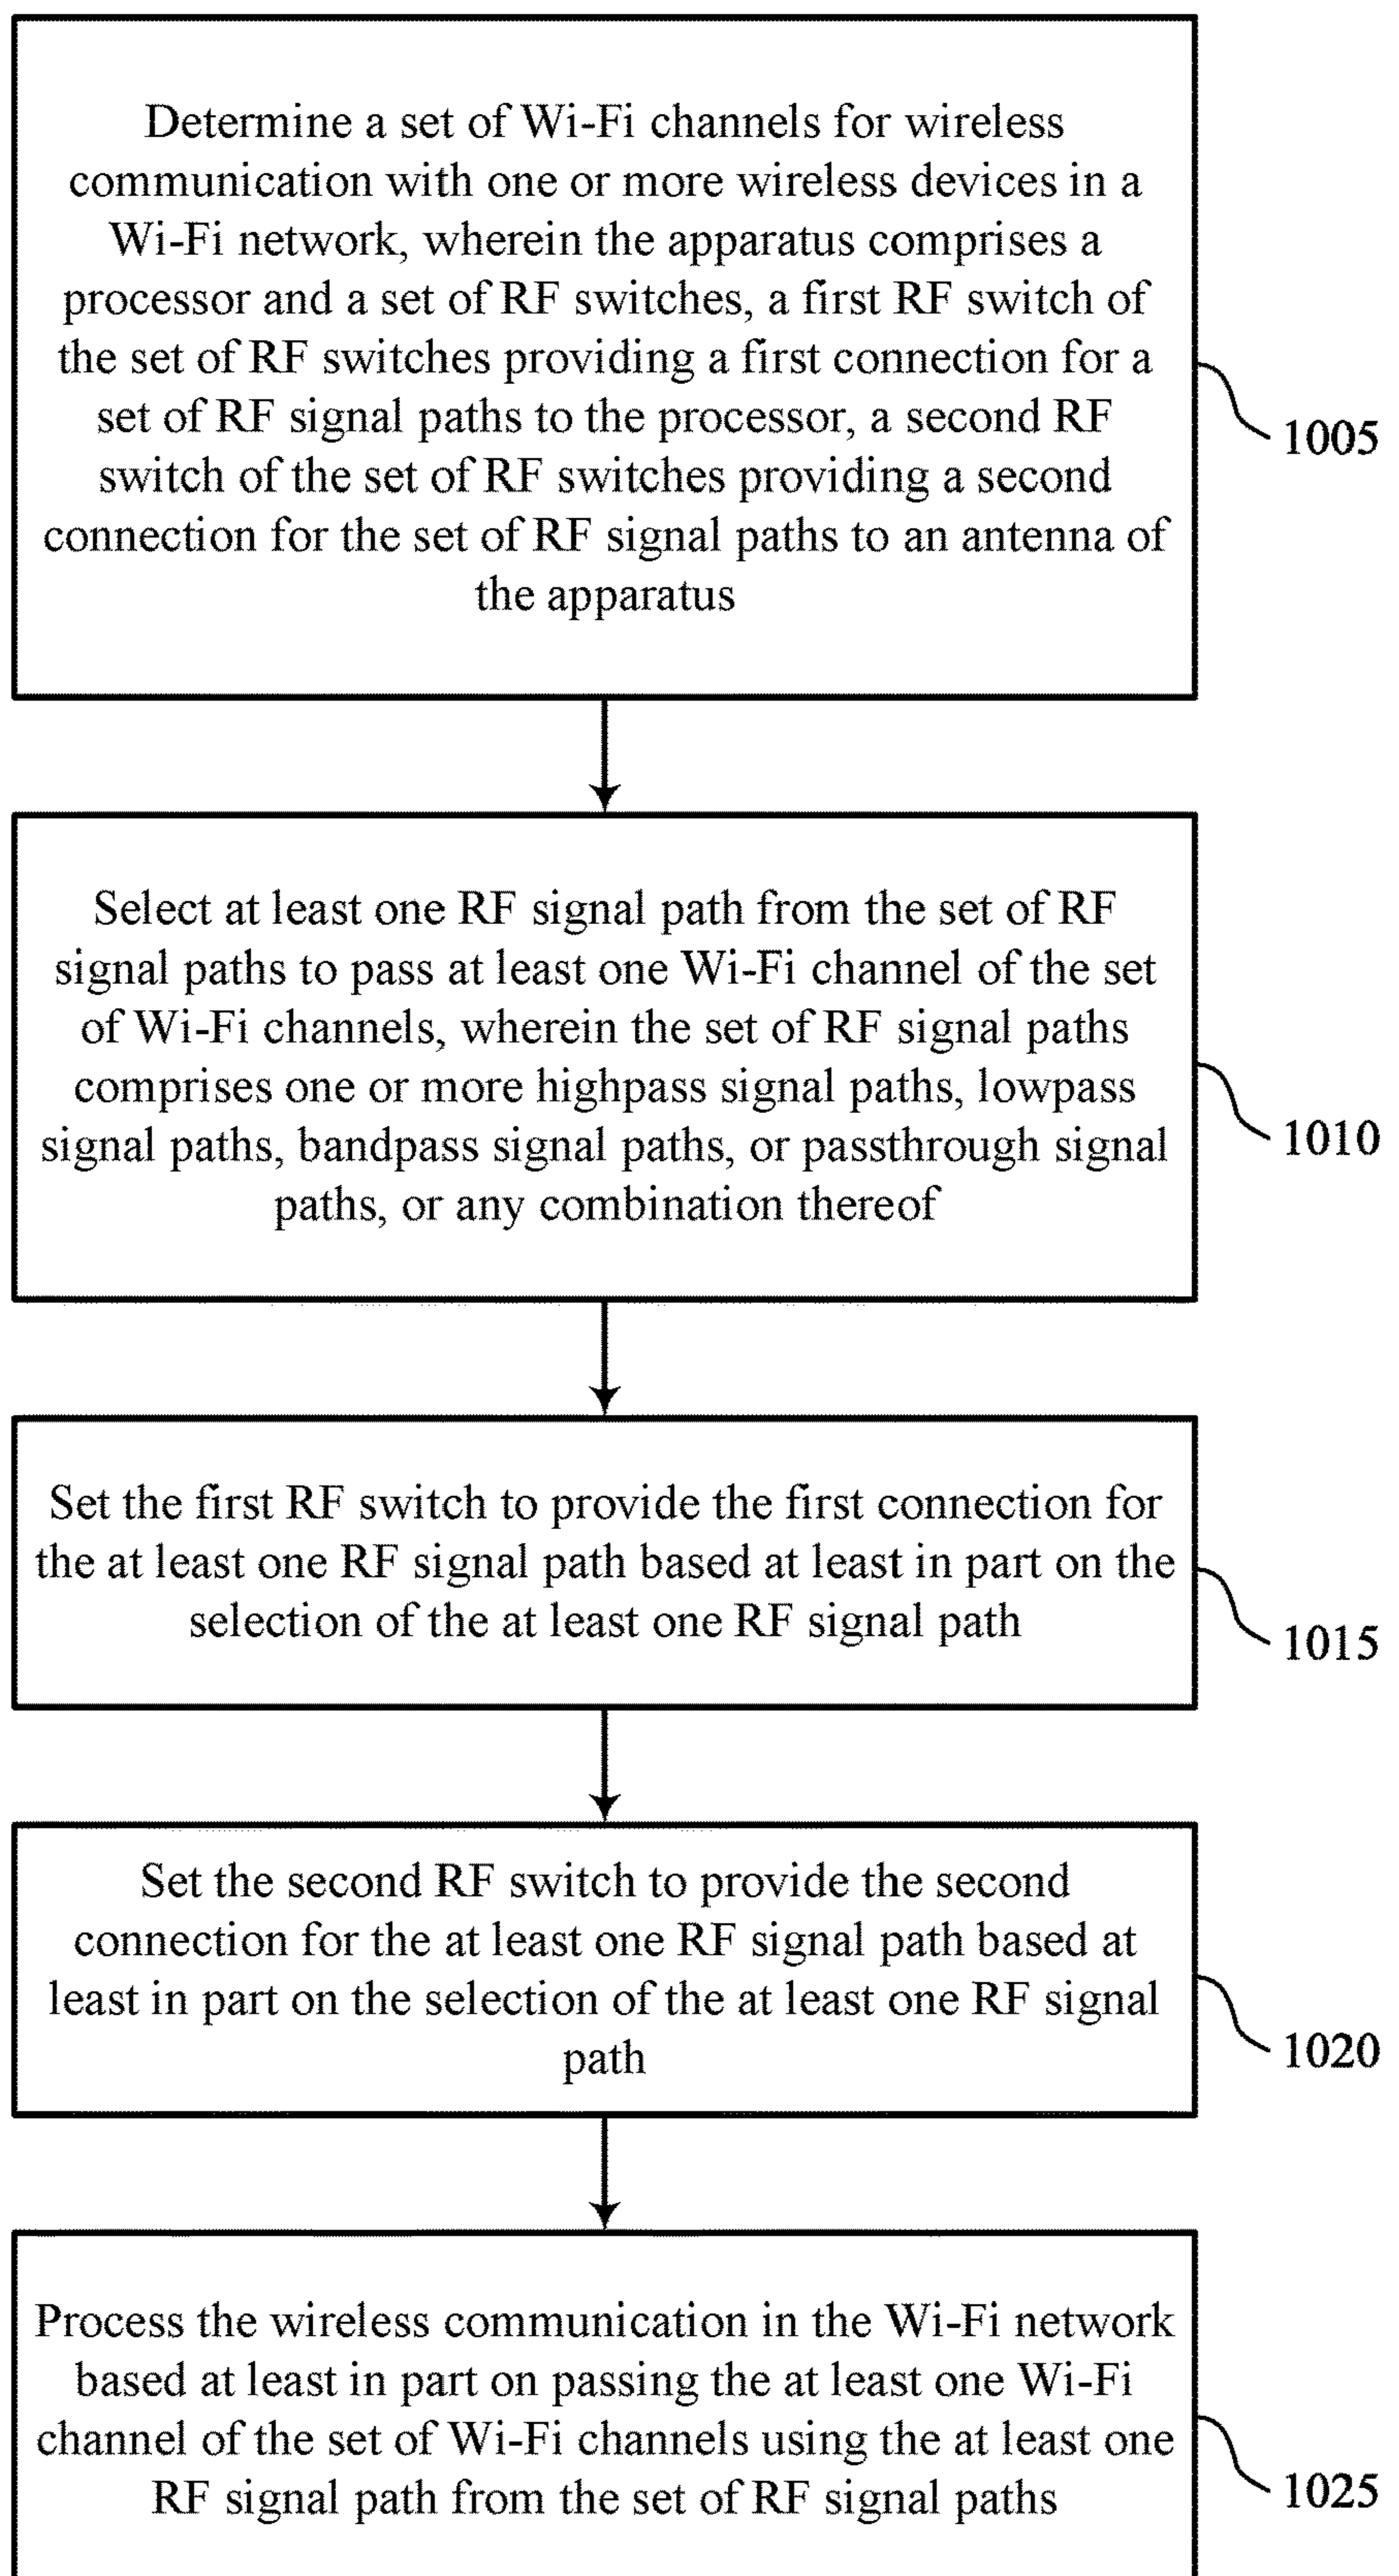 Determine a set of Wi-Fi channels for wireless
communication with one or more wireless devices in a
Wi-Fi network, wherein the apparatus comprises a
processor and a set of RF switches, a first RF switch of
the set of RF switches providing a first connection for a
set of RF signal paths to the processor, a second RF
switch of the set of RF switches providing a second
connection for the set of RF signal paths to an antenna of
the apparatus
1005
Select at least one RF signal path from the set of RF
signal paths to pass at least one Wi-Fi channel of the set
of Wi-Fi channels, wherein the set of RF signal paths
comprises one or more highpass signal paths, lowpass
signal paths, bandpass signal paths, or passthrough signal
paths, or any combination thereof
1010
Set the first RF switch to provide the first connection for
the at least one RF signal path based at least in part on the
selection of the at least one RF signal path
1015
Set the second RF switch to provide the second
connection for the at least one RF signal path based at
least in part on the selection of the at least one RF signal
path
1020
Process the wireless communication in the Wi-Fi network
based at least in part on passing the at least one Wi-Fi
channel of the set of Wi-Fi channels using the at least one
RF signal path from the set of RF signal paths
1025